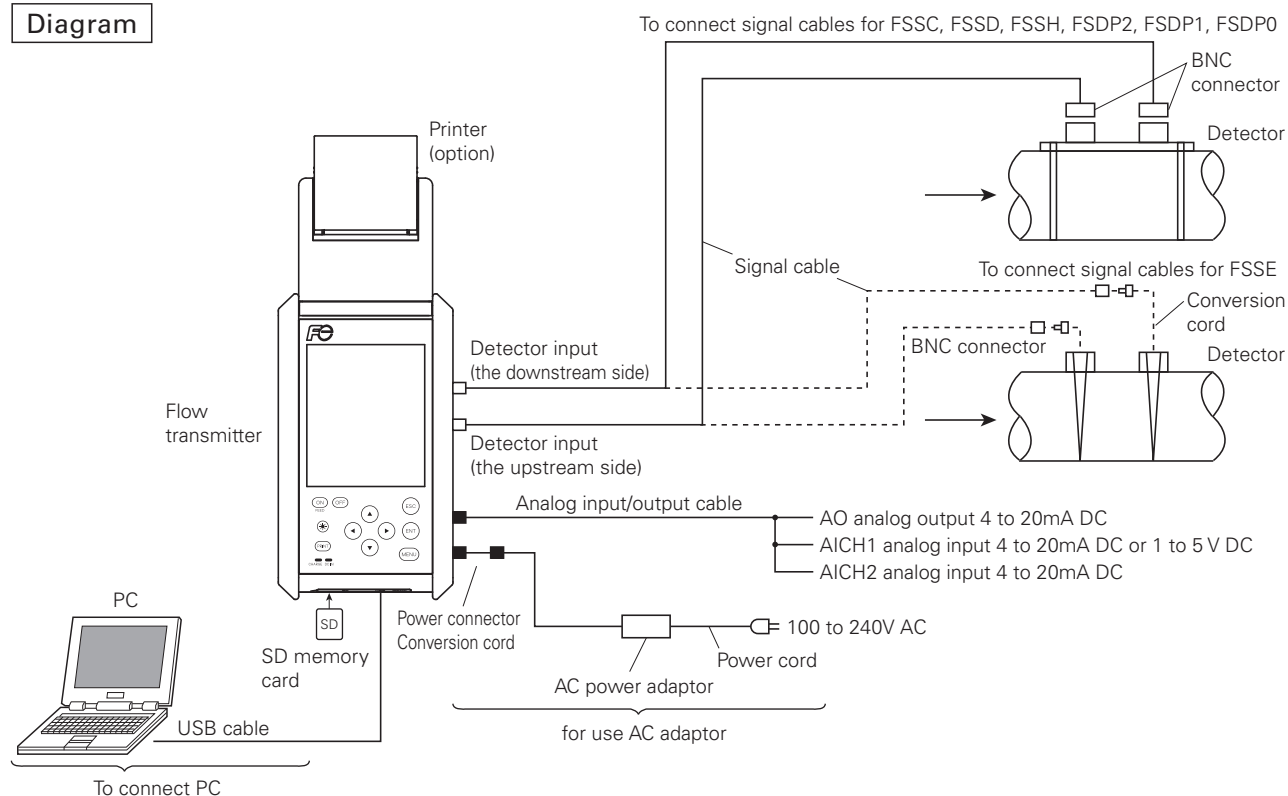 Diagram
To connect signal cables for FSSC, FSSD, FSSH, FSDP2, FSDP1, FSDP0
BNC
connector
Detector
Printer
(option)
Signal cable
To connect signal cables for FSSE
Conversion
cord
BNC connector
Detector
Detector input
(the downstream side)
Flow
transmitter
Detector input
(the upstream side)
ON
OFF
ESC
FEED
ENT
PRINT
MENU
CHARGE DC IN
Analog input/output cable
AO analog output 4 to 20mA DC
AICH1 analog input 4 to 20mA DC or 1 to 5 V DC
AICH2 analog input 4 to 20mA DC
PC
SD
SD memory
card
Power connector
Conversion cord
100 to 240V AC
Power cord
AC power adaptor
for use AC adaptor
USB cable
To connect PC